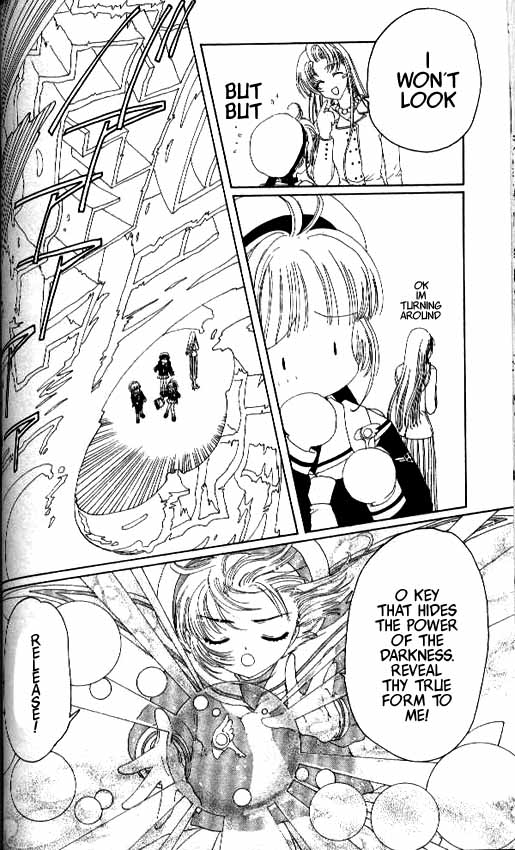 I
WON'T
LOOK
BUT
BUT
OK
IM
TURNING
AROUND
O KEY
THAT HIDES
THE POWER
OF THE
DARKNESS.
REVEAL
THY TRUE
FORM TO
ME!
RELEASE!